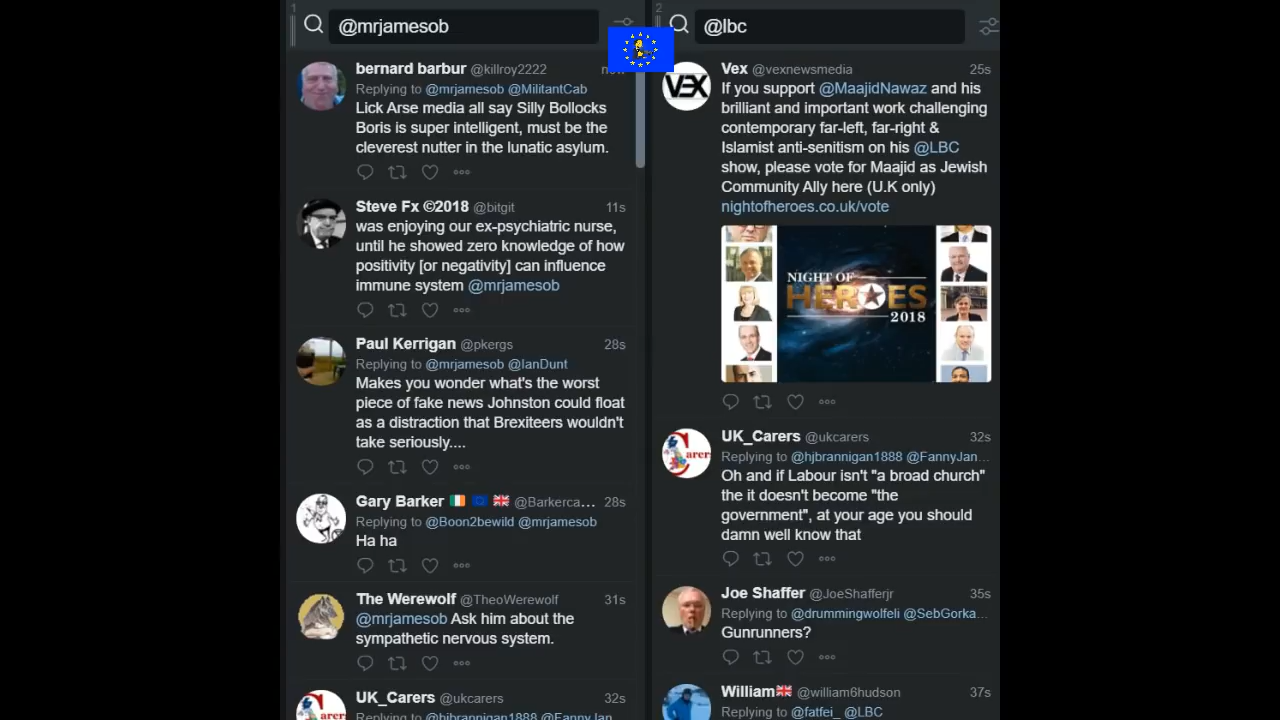 1
@mrjamesob
bernard barbur @killroy2222
Replying to @mrjamesob @MilitantCab
Lick Arse media all say Silly Bollocks
Boris is super intelligent, must be the
cleverest nutter in the lunatic asylum.
Steve Fx ©2018 @bitgit 11s
was enjoying our ex-psychiatric nurse,
until he showed zero knowledge of how
positivity [or negativity] can influence
immune system @mrjamesob
Paul Kerrigan @pkergs 28s
Replying to @mrjamesob @IanDunt
Makes you wonder what's the worst
piece of fake news Johnston could float
as a distraction that Brexiteers wouldn't
take seriously....
Gary Barker @Barkerca... 28s
Replying to @Boon2bewild @mrjamesob
Ha ha
The Werewolf @TheoWerewolf 31s
@mrjamesob Ask him about the
sympathetic nervous system.
UK_Carers @ukcarers 32s
Replying to @hjbrannigan1888 @FannyJan...
2
@lbc
Vex @vexnewsmedia 25s
VEX
If you support @MaajidNawaz and his
brilliant and important work challenging
contemporary far-left, far-right &
Islamist anti-senitism on his @LBC
show, please vote for Maajid as Jewish
Community Ally here (U.K only)
nightofheroes.co.uk/vote
NIGHT OF
HEROES
2018
UK_Carers @ukcarers 32s
Carers
Replying to @hjbrannigan1888 @FannyJan...
Oh and if Labour isn't "a broad church"
the it doesn't become "the
government", at your age you should
damn well know that
Joe Shaffer @JoeShafferjr 35s
Replying to @drummingwolfeli @SebGorka...
Gunrunners?
William @william6hudson 37s
Replying to @fatfei_ @LBC